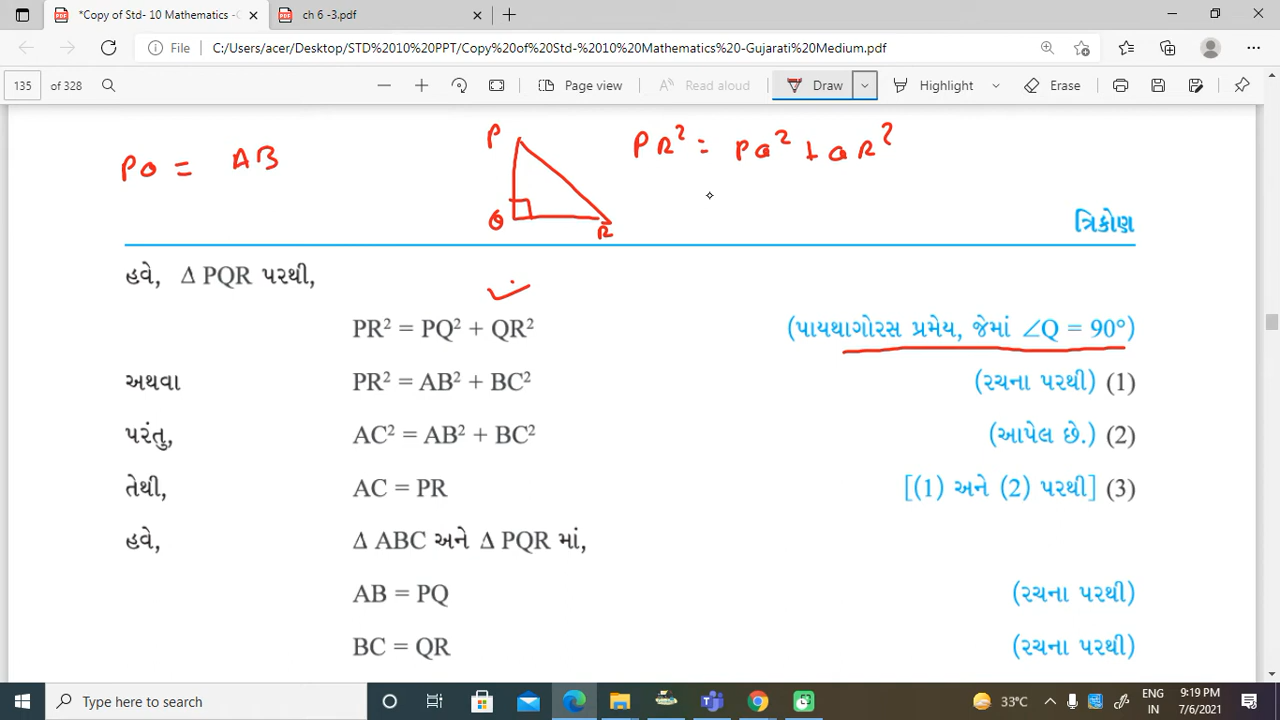 *Copy of Std- 10 Mathematics -G
ch 6 -3.pdf
File C:/Users/acer/Desktop/STD%2010%20PPT/Copy%20of%20Std-%2010%20Mathematics%20-Gujarati%20Medium.pdf
135 of 328 Page view Read aloud Draw Highlight Erase
PQ = AB
P Q R
PR² = PQ² + QR²
ત્રિકોણ
હવે, Δ PQR પરથી,
PR² = PQ² + QR² (પાયથાગોરસ પ્રમેય, જેમાં ∠Q = 90°)
અથવા PR² = AB² + BC² (રચના પરથી) (1)
પરંતુ, AC² = AB² + BC² (આપેલ છે.) (2)
તેથી, AC = PR [(1) અને (2) પરથી] (3)
હવે, Δ ABC અને Δ PQR માં,
AB = PQ (રચના પરથી)
BC = QR (રચના પરથી)
Type here to search 33°C ENG 9:19 PM
IN 7/6/2021